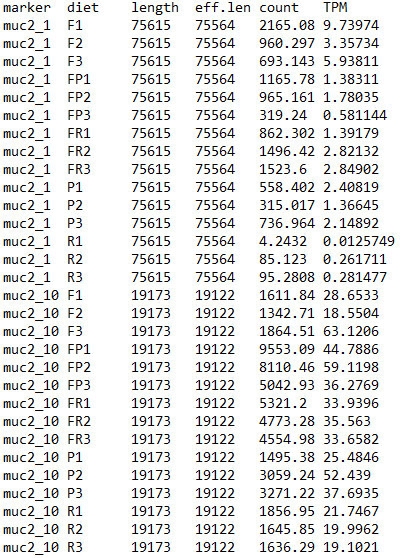 marker diet length eff.len count TPM
muc2_1 F1 75615 75564 2165.08 9.73974
muc2_1 F2 75615 75564 960.297 3.35734
muc2_1 F3 75615 75564 693.143 5.93811
muc2_1 FP1 75615 75564 1165.78 1.38311
muc2_1 FP2 75615 75564 965.161 1.78035
muc2_1 FP3 75615 75564 319.24 0.581144
muc2_1 FR1 75615 75564 862.302 1.39179
muc2_1 FR2 75615 75564 1496.42 2.82132
muc2_1 FR3 75615 75564 1523.6 2.84902
muc2_1 P1 75615 75564 558.402 2.40819
muc2_1 P2 75615 75564 315.017 1.36645
muc2_1 P3 75615 75564 736.964 2.14892
muc2_1 R1 75615 75564 4.2432 0.0125749
muc2_1 R2 75615 75564 85.123 0.261711
muc2_1 R3 75615 75564 95.2808 0.281477
muc2_10 F1 19173 19122 1611.84 28.6533
muc2_10 F2 19173 19122 1342.71 18.5504
muc2_10 F3 19173 19122 1864.51 63.1206
muc2_10 FP1 19173 19122 9553.09 44.7886
muc2_10 FP2 19173 19122 8110.46 59.1198
muc2_10 FP3 19173 19122 5042.93 36.2769
muc2_10 FR1 19173 19122 5321.2 33.9396
muc2_10 FR2 19173 19122 4773.28 35.563
muc2_10 FR3 19173 19122 4554.98 33.6582
muc2_10 P1 19173 19122 1495.38 25.4846
muc2_10 P2 19173 19122 3059.24 52.439
muc2_10 P3 19173 19122 3271.22 37.6935
muc2_10 R1 19173 19122 1856.95 21.7467
muc2_10 R2 19173 19122 1645.85 19.9962
muc2_10 R3 19173 19122 1636.29 19.1021